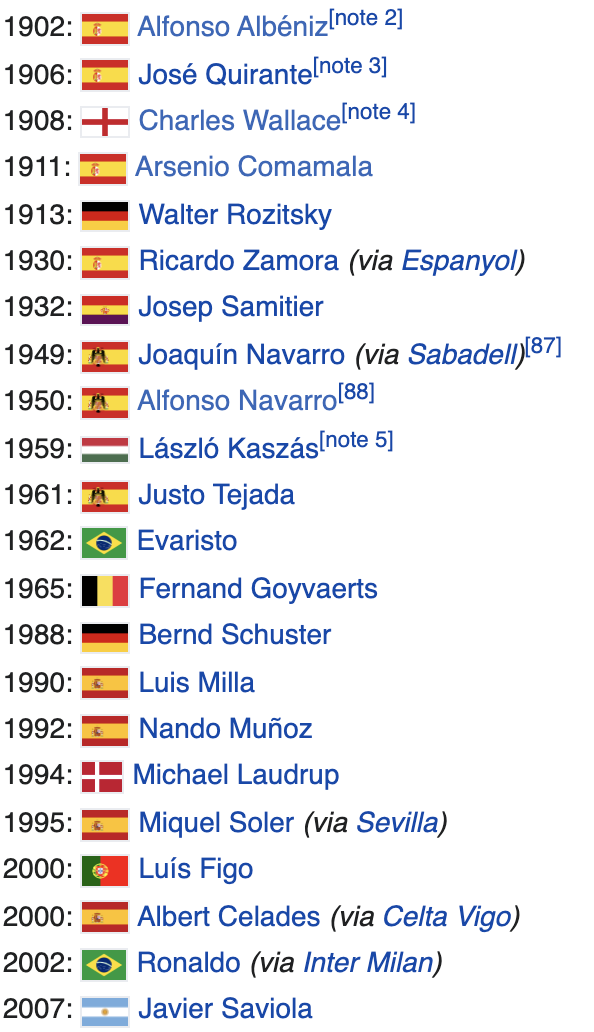 1902: Alfonso Albéniz[note 2]
1906: José Quirante[note 3]
1908: Charles Wallace[note 4]
1911: Arsenio Comamala
1913: Walter Rozitsky
1930: Ricardo Zamora (via Espanyol)
1932: Josep Samitier
1949: Joaquín Navarro (via Sabadell)[87]
1950: Alfonso Navarro[88]
1959: László Kaszás[note 5]
1961: Justo Tejada
1962: Evaristo
1965: Fernand Goyvaerts
1988: Bernd Schuster
1990: Luis Milla
1992: Nando Muñoz
1994: Michael Laudrup
1995: Miquel Soler (via Sevilla)
2000: Luís Figo
2000: Albert Celades (via Celta Vigo)
2002: Ronaldo (via Inter Milan)
2007: Javier Saviola